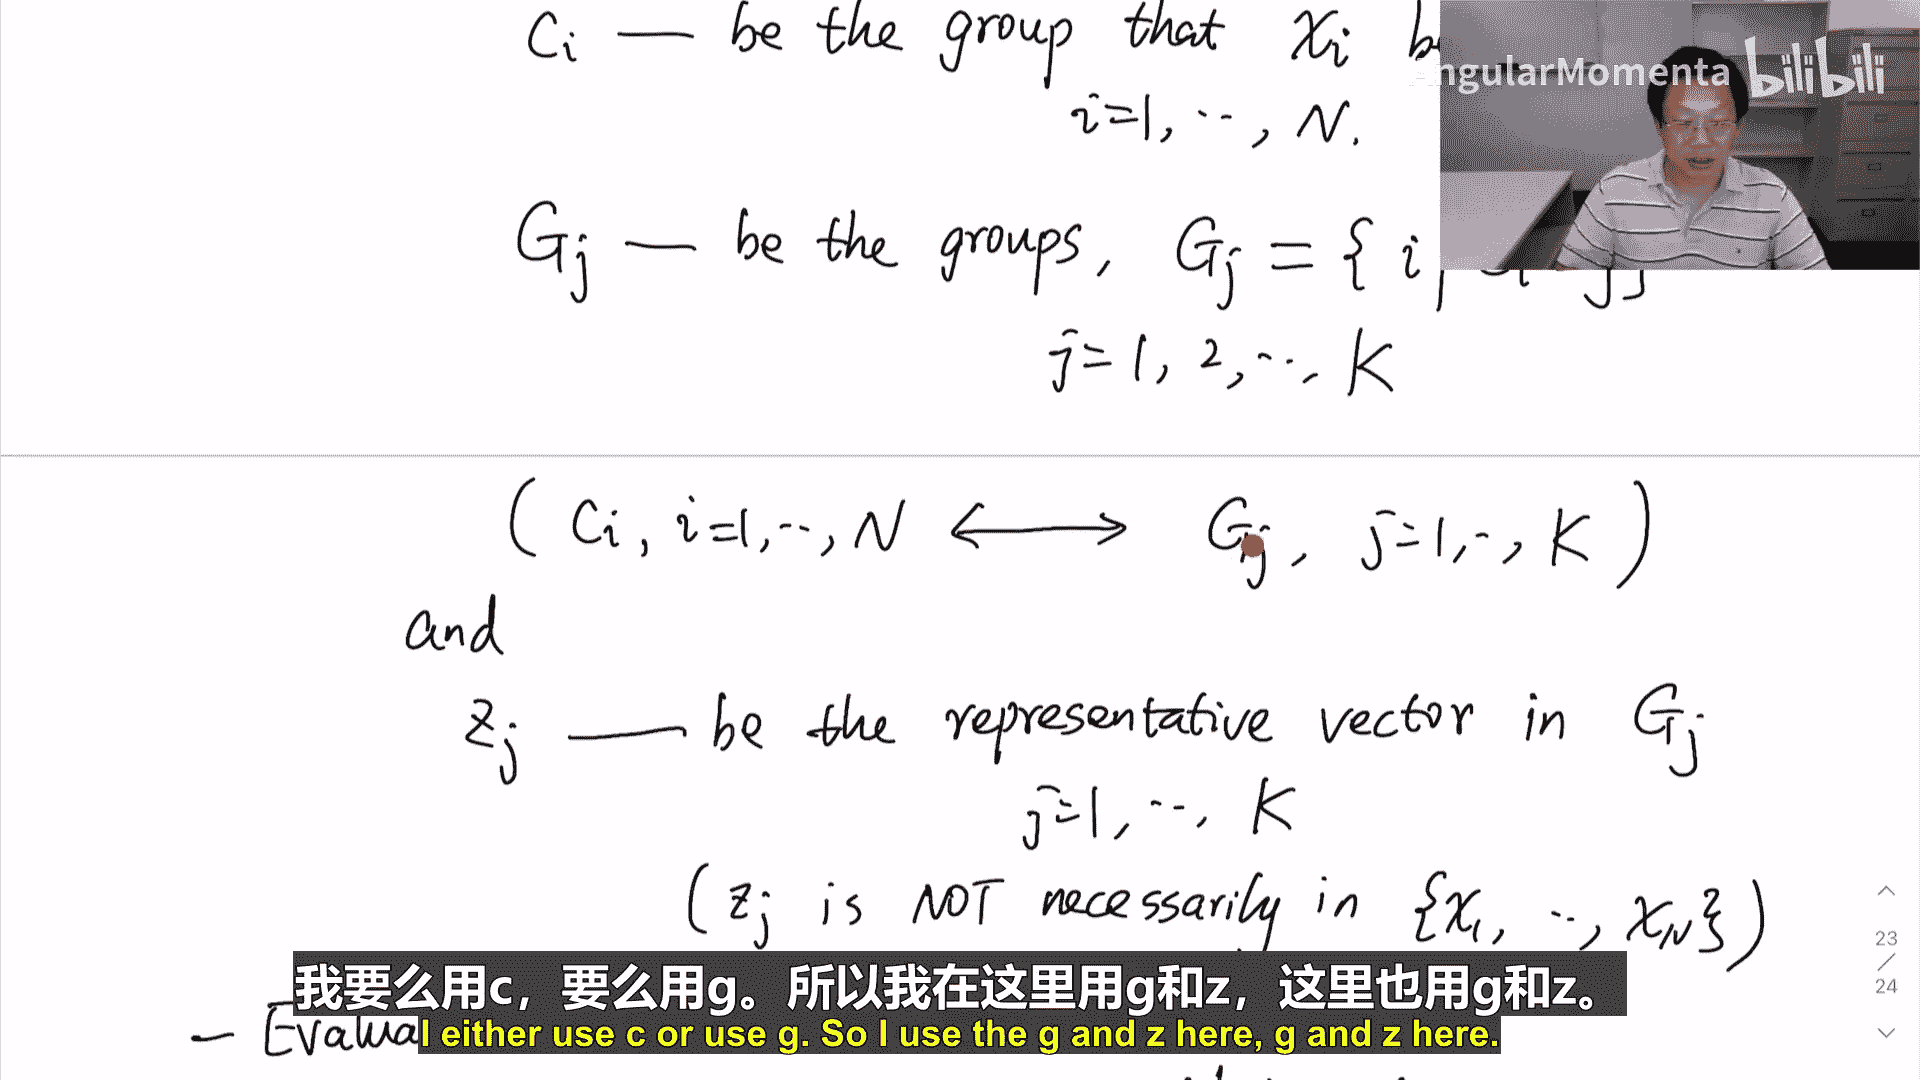 Ci — be the group that Xi
AngularMomenta bilibili
i=1, ..., N.
Gj — be the groups, Gj = { i |
j = 1, 2, ..., K
( Ci, i=1, ..., N ⟷ Gj, j=1, ..., K )
and
Zj — be the representative vector in Gj
j=1, ..., K
( Zj is NOT necessarily in {X1, ..., XN} )
23
/
24
我要么用c，要么用g。所以我在这里用g和z，这里也用g和z。
I either use c or use g. So I use the g and z here, g and z here.